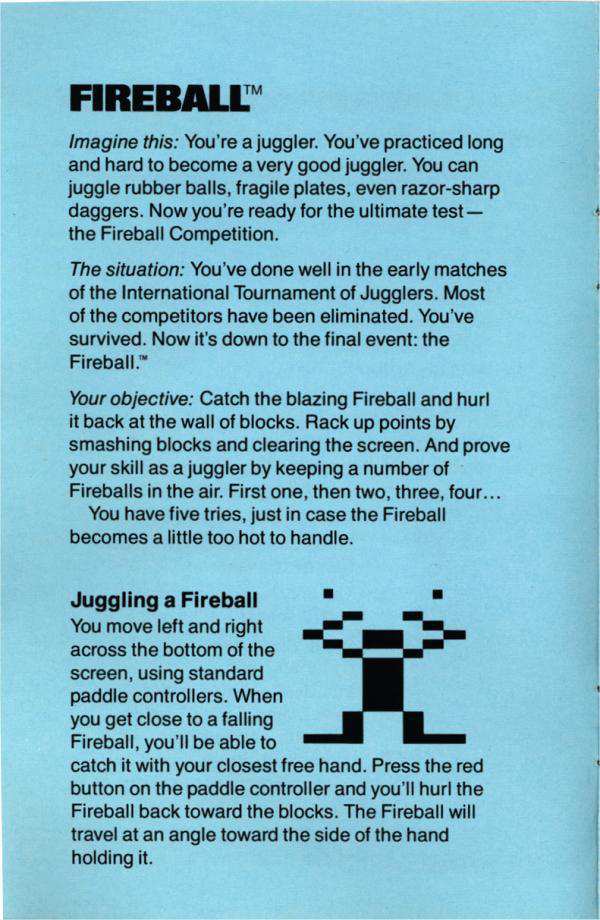 FIREBALL™
Imagine this: You're a juggler. You've practiced long
and hard to become a very good juggler. You can
juggle rubber balls, fragile plates, even razor-sharp
daggers. Now you're ready for the ultimate test—
the Fireball Competition.
The situation: You've done well in the early matches
of the International Tournament of Jugglers. Most
of the competitors have been eliminated. You've
survived. Now it's down to the final event: the
Fireball.™
Your objective: Catch the blazing Fireball and hurl
it back at the wall of blocks. Rack up points by
smashing blocks and clearing the screen. And prove
your skill as a juggler by keeping a number of
Fireballs in the air. First one, then two, three, four...
You have five tries, just in case the Fireball
becomes a little too hot to handle.
Juggling a Fireball
You move left and right
across the bottom of the
screen, using standard
paddle controllers. When
you get close to a falling
Fireball, you'll be able to
catch it with your closest free hand. Press the red
button on the paddle controller and you'll hurl the
Fireball back toward the blocks. The Fireball will
travel at an angle toward the side of the hand
holding it.